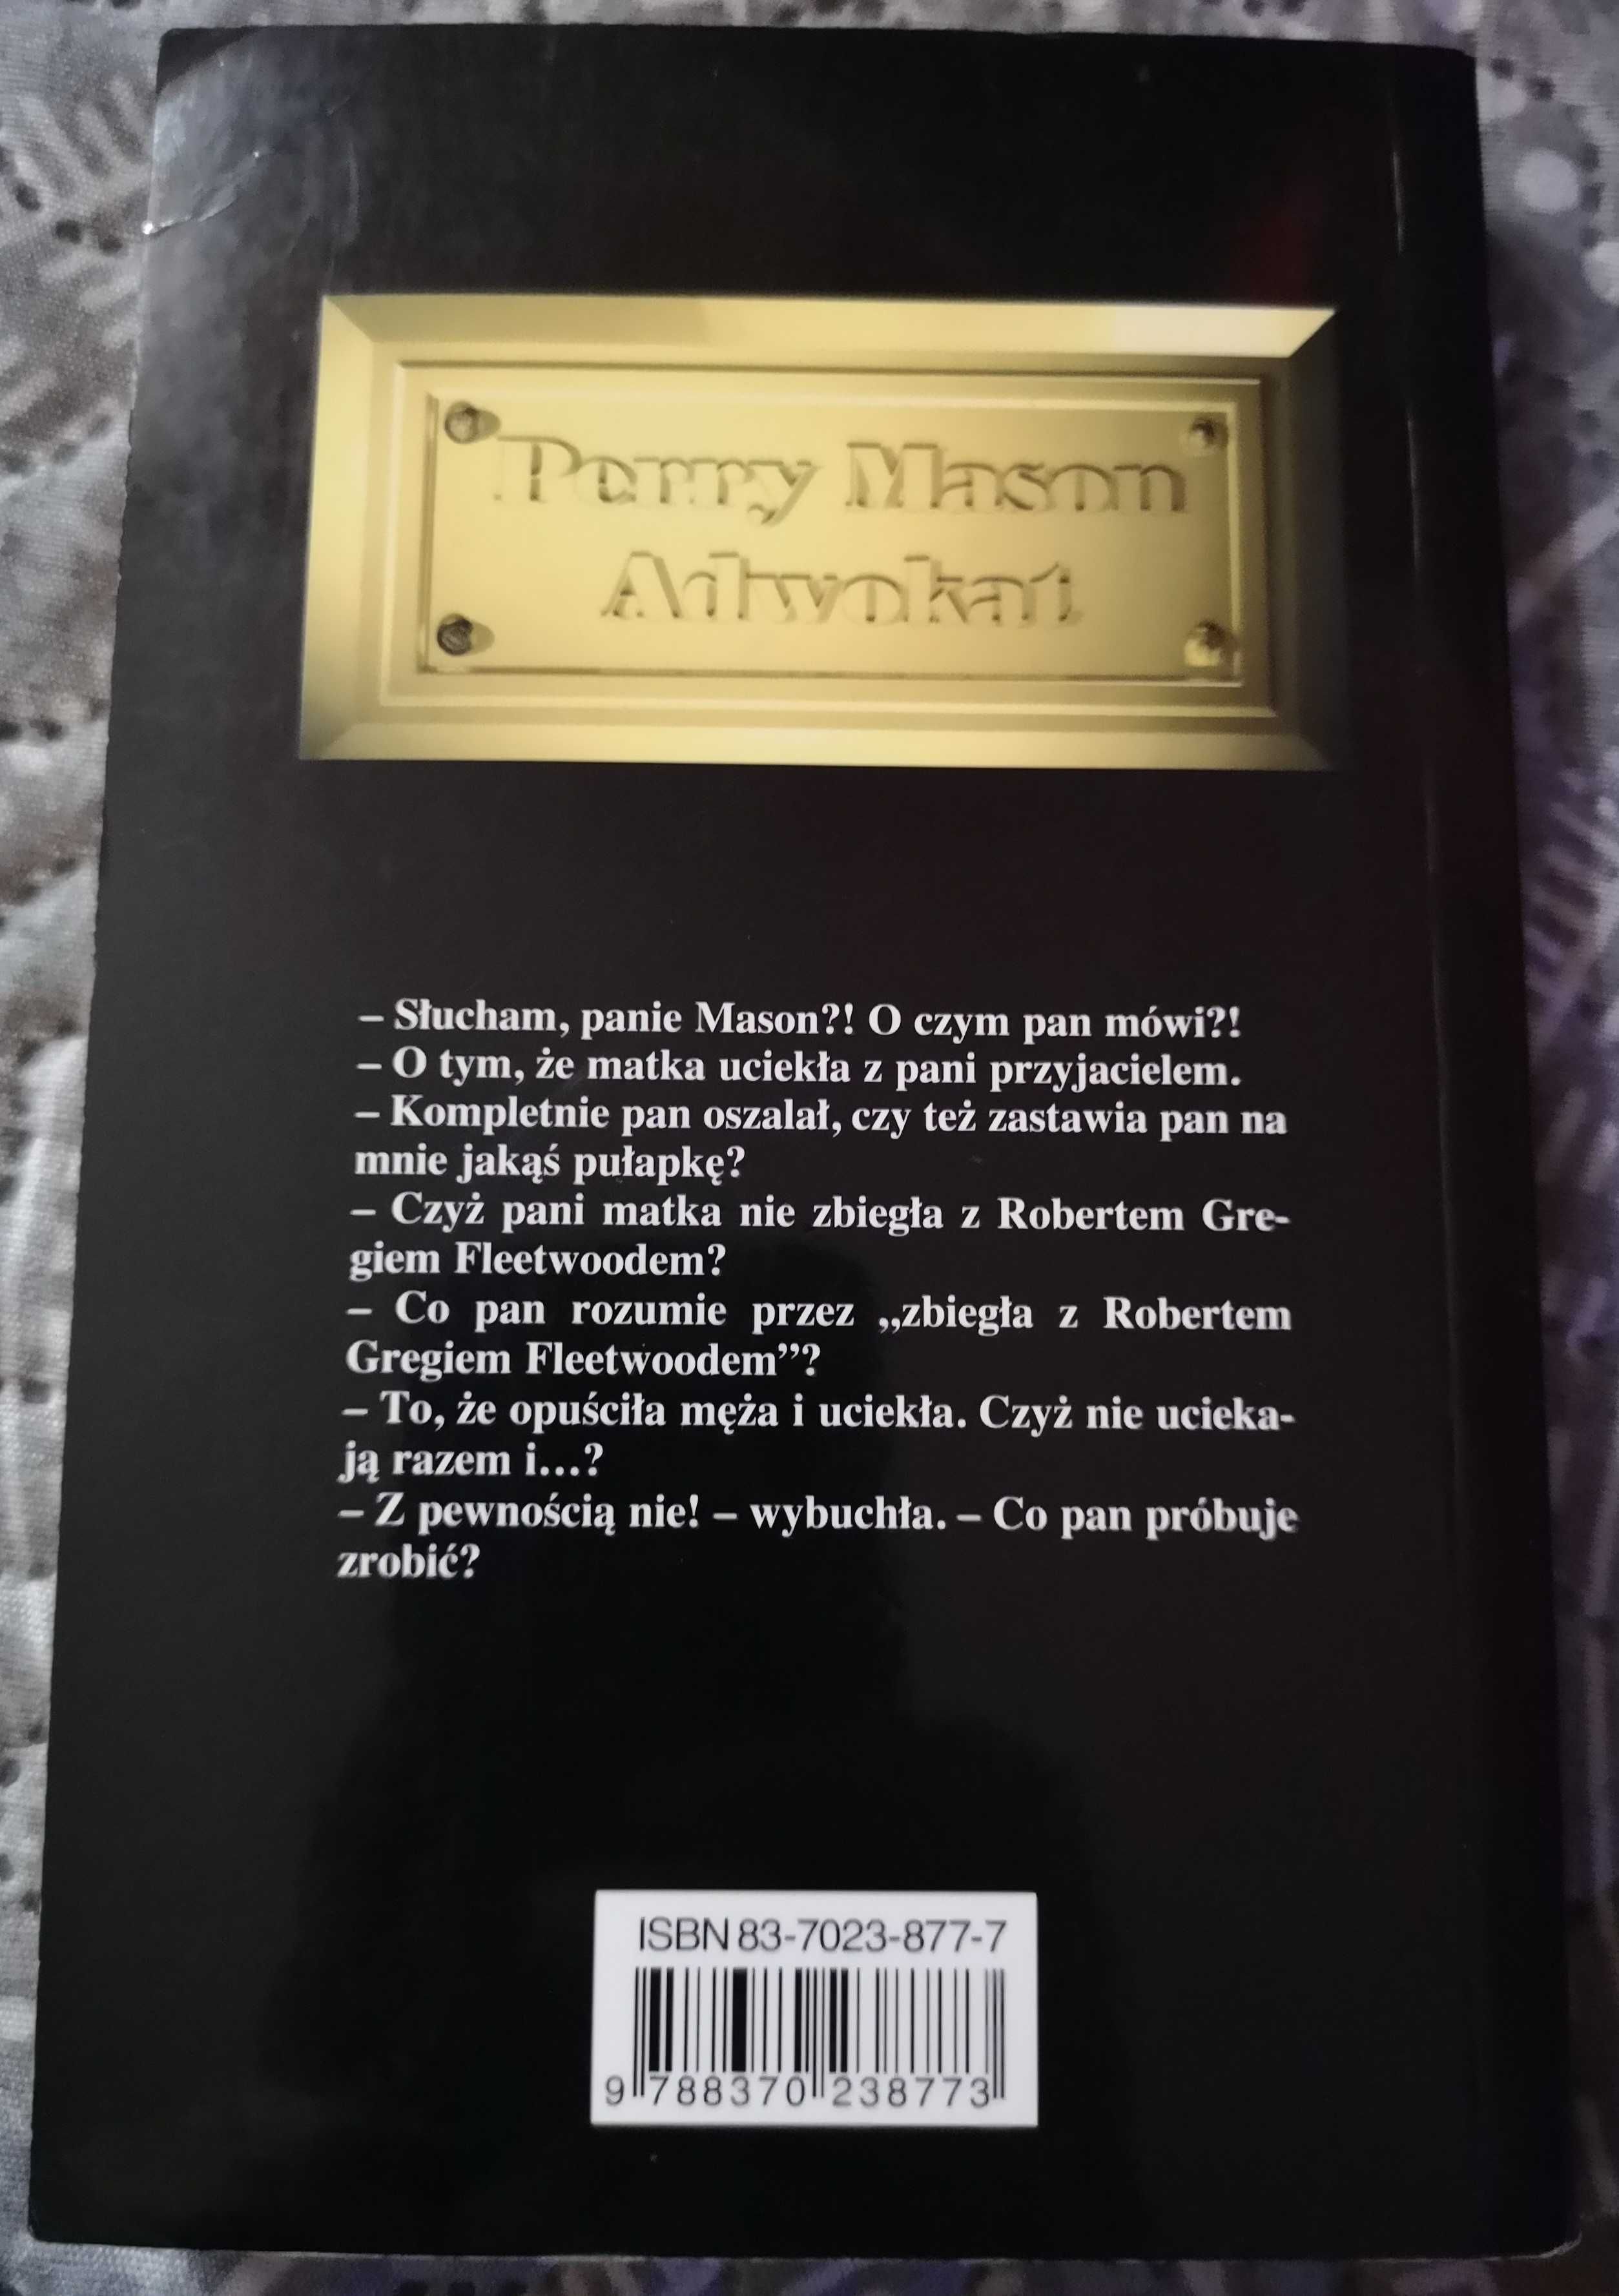 Perry Mason
Adwokat
– Słucham, panie Mason?! O czym pan mówi?!
– O tym, że matka uciekła z pani przyjacielem.
– Kompletnie pan oszalał, czy też zastawia pan na
mnie jakąś pułapkę?
– Czyż pani matka nie zbiegła z Robertem Gre-
giem Fleetwoodem?
– Co pan rozumie przez „zbiegła z Robertem
Gregiem Fleetwoodem”?
– To, że opuściła męża i uciekła. Czyż nie ucieka-
ją razem i...?
– Z pewnością nie! – wybuchła. – Co pan próbuje
zrobić?
ISBN 83-7023-877-7
9 788370 238773